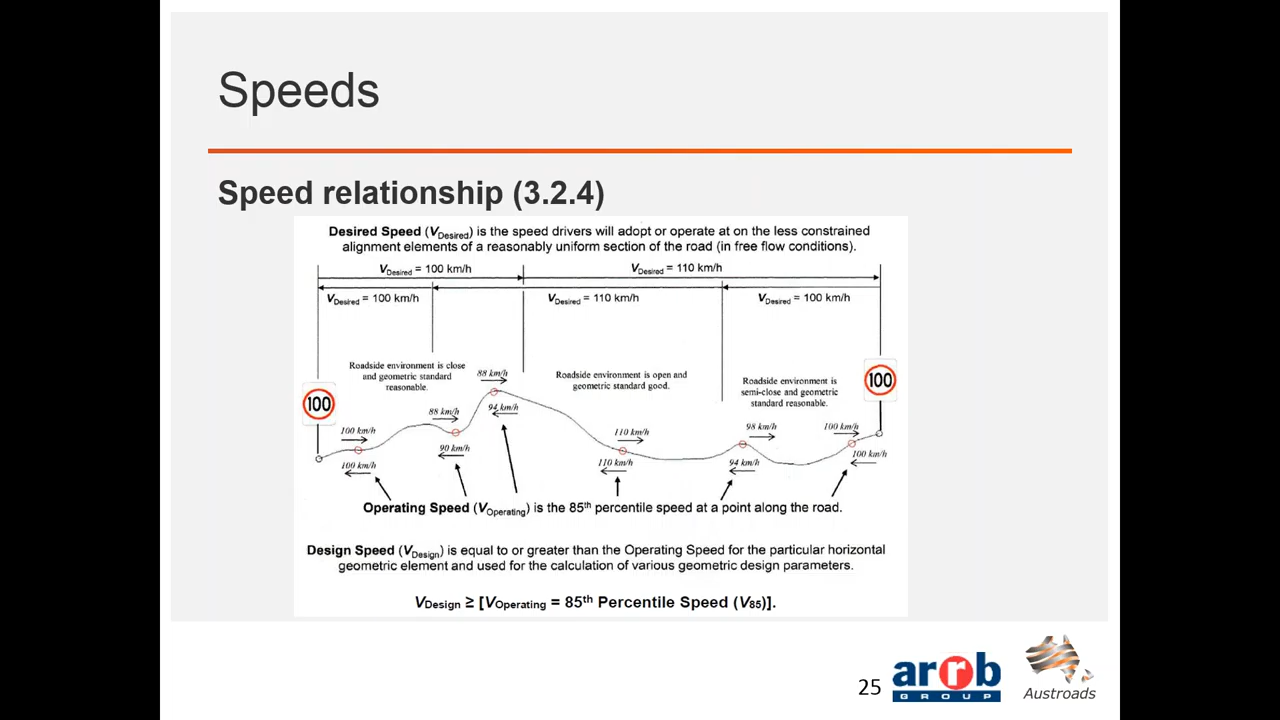 Speeds
Speed relationship (3.2.4)
Desired Speed (VDesired) is the speed drivers will adopt or operate at on the less constrained
alignment elements of a reasonably uniform section of the road (in free flow conditions).
VDesired = 100 km/h
VDesired = 110 km/h
VDesired = 100 km/h
VDesired = 110 km/h
VDesired = 100 km/h
Roadside environment is close
and geometric standard
reasonable.
88 km/h
Roadside environment is open and
geometric standard good.
Roadside environment is
semi-close and geometric
standard reasonable.
100
100
88 km/h
94 km/h
100 km/h
90 km/h
100 km/h
110 km/h
110 km/h
98 km/h
94 km/h
100 km/h
100 km/h
Operating Speed (VOperating) is the 85th percentile speed at a point along the road.
Design Speed (VDesign) is equal to or greater than the Operating Speed for the particular horizontal
geometric element and used for the calculation of various geometric design parameters.
VDesign ≥ [VOperating = 85th Percentile Speed (V85)].
25
arrb
GROUP
Austroads